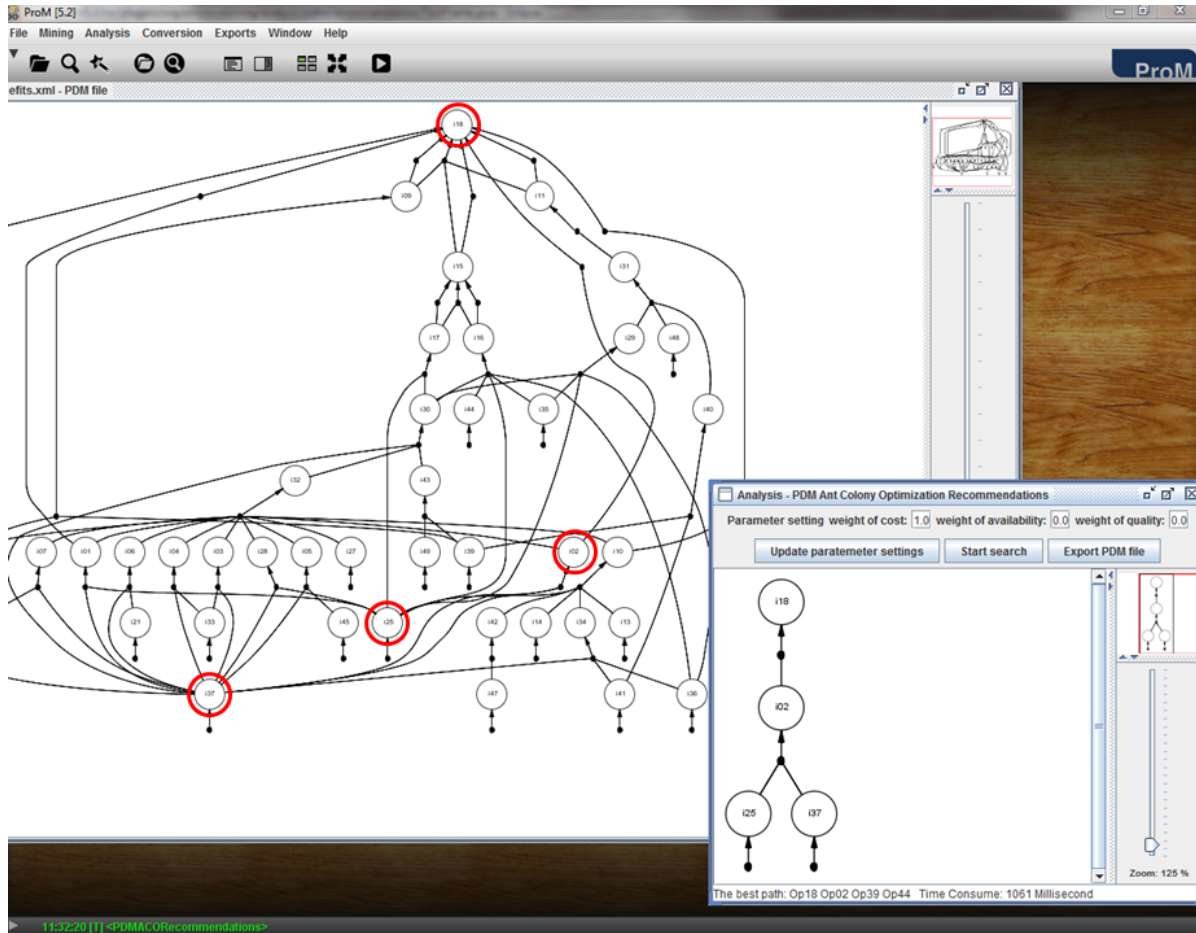 ProM [5.2]
File Mining Analysis Conversion Exports Window Help
ProM
efits.xml - PDM file
i18
i09 i11
i15 i31
i17 i16 i29 i48
i30 i44 i35 i40
i32 i43
i07 i01 i06 i04 i03 i28 i05 i27 i49 i39 i02 i10
i21 i33 i45 i25 i42 i14 i34 i13
i37 i47 i41 i36
Analysis - PDM Ant Colony Optimization Recommendations
Parameter setting weight of cost: 1.0 weight of availability: 0.0 weight of quality: 0.0
Update paratemeter settings Start search Export PDM file
i18
i02
i25 i37
Zoom: 125 %
The best path: Op18 Op02 Op39 Op44 Time Consume: 1061 Millisecond
11:32:20 [T] <PDMACORecommendations>